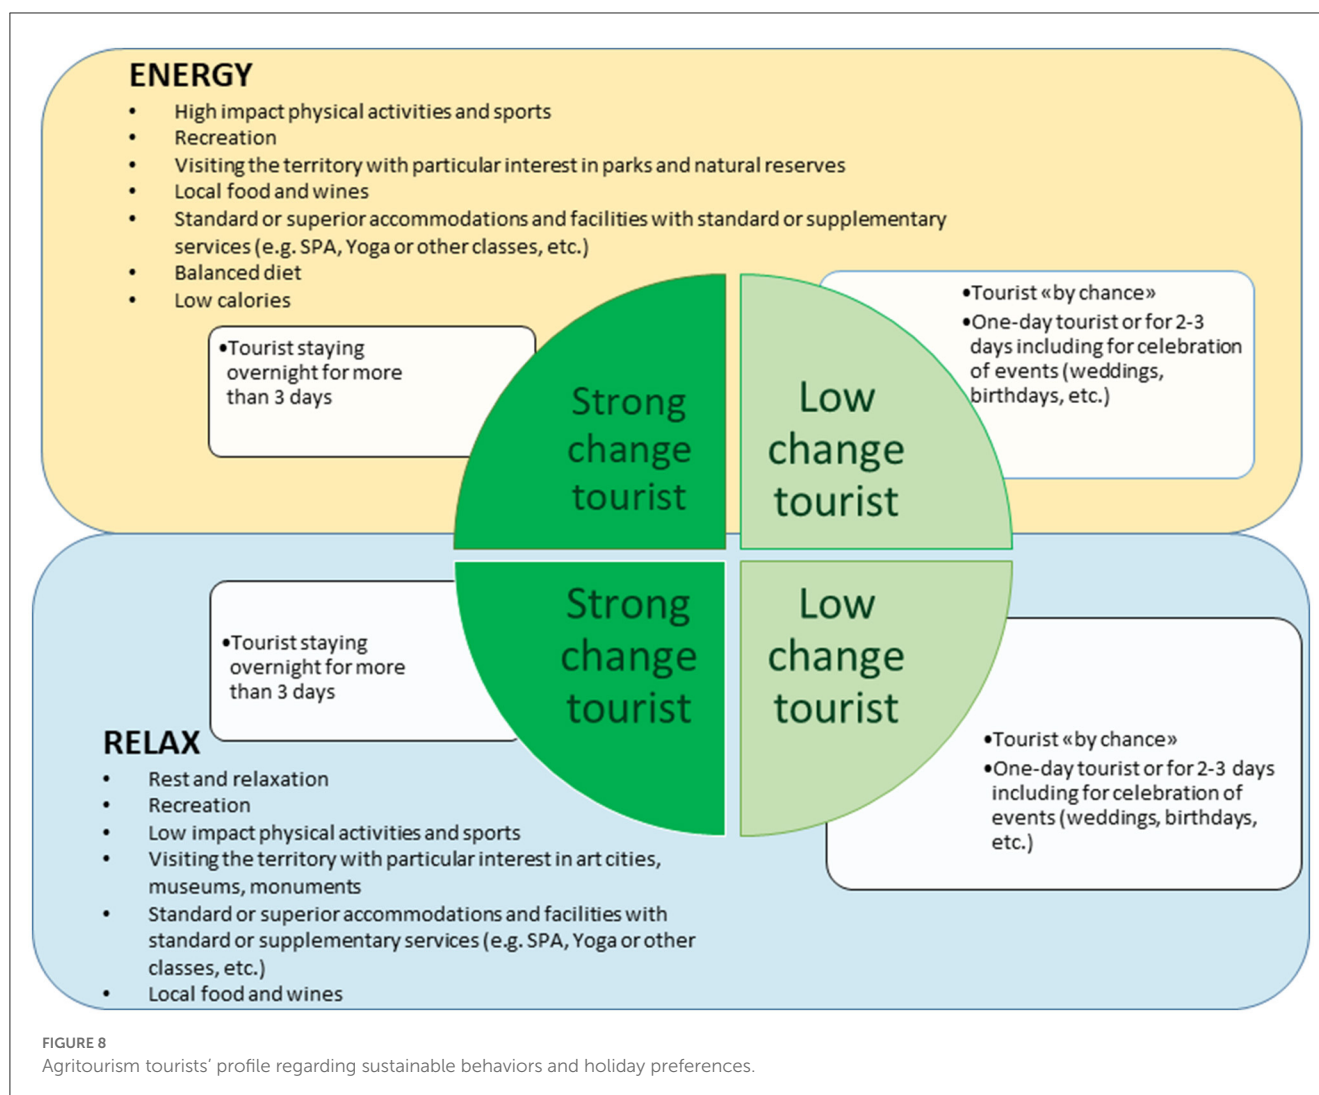 ENERGY
• High impact physical activities and sports
• Recreation
• Visiting the territory with particular interest in parks and natural reserves
• Local food and wines
• Standard or superior accommodations and facilities with standard or supplementary
services (e.g. SPA, Yoga or other classes, etc.)
• Balanced diet
• Low calories
•Tourist staying
overnight for more
than 3 days
Strong
change
tourist
Low
change
tourist
•Tourist «by chance»
•One-day tourist or for 2-3
days including for celebration
of events (weddings,
birthdays, etc.)
•Tourist staying
overnight for more
than 3 days
Strong
change
tourist
Low
change
tourist
•Tourist «by chance»
•One-day tourist or for 2-3 days
including for celebration of
events (weddings, birthdays,
etc.)
RELAX
• Rest and relaxation
• Recreation
• Low impact physical activities and sports
• Visiting the territory with particular interest in art cities,
museums, monuments
• Standard or superior accommodations and facilities with
standard or supplementary services (e.g. SPA, Yoga or other
classes, etc.)
• Local food and wines
FIGURE 8
Agritourism tourists’ profile regarding sustainable behaviors and holiday preferences.